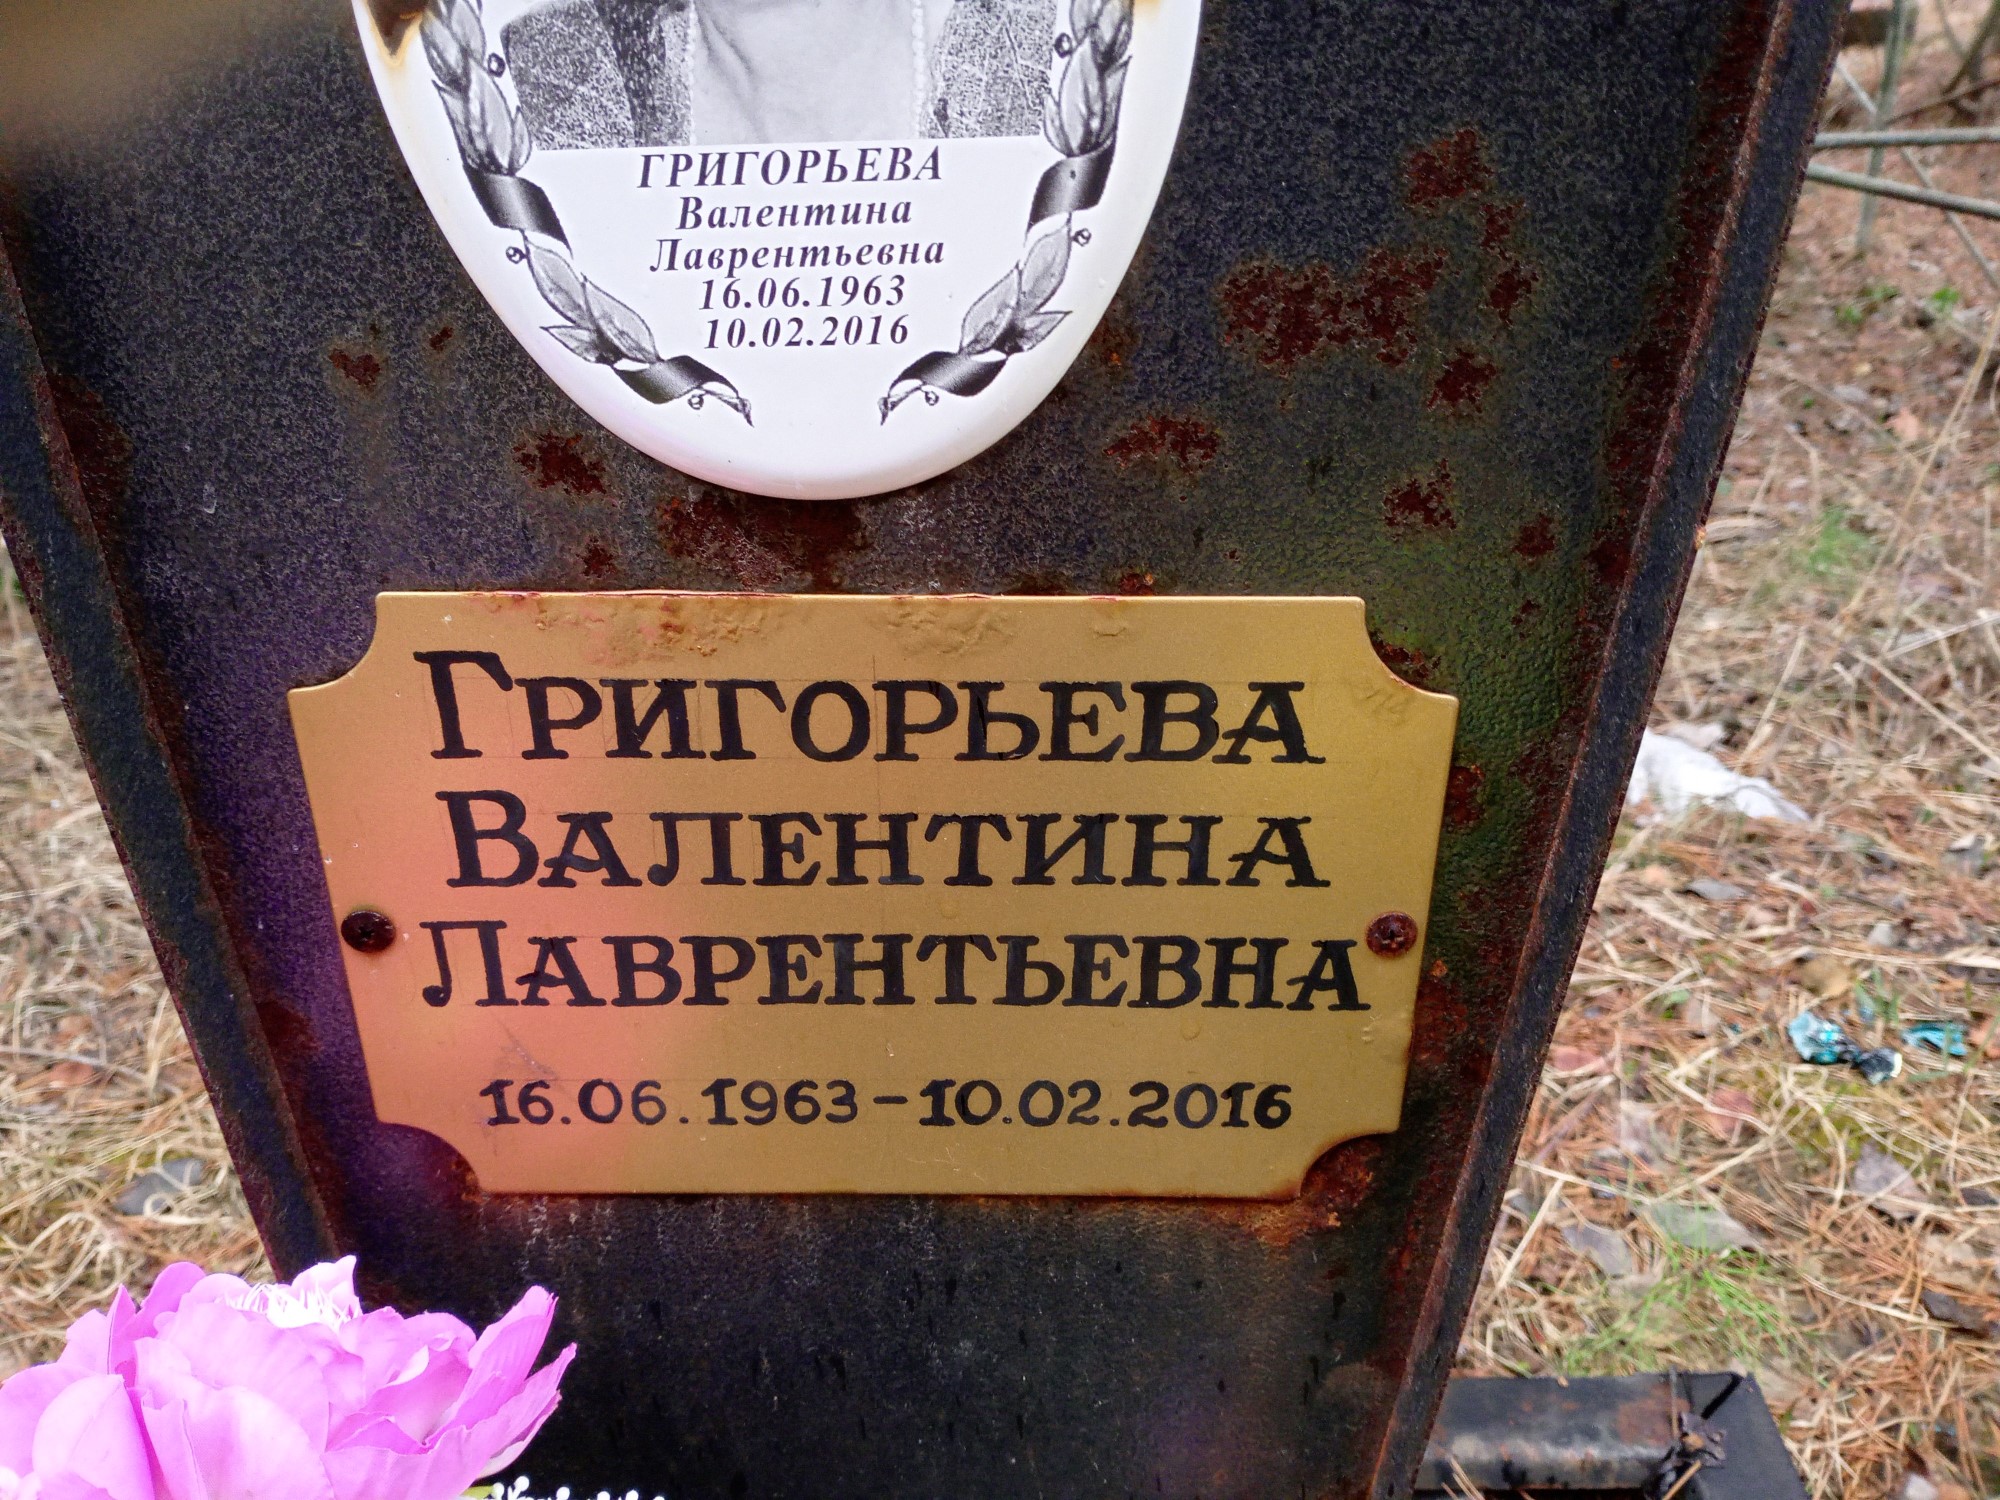 ГРИГОРЬЕВА
Валентина
Лаврентьевна
16.06.1963
10.02.2016
ГРИГОРЬЕВА
ВАЛЕНТИНА
ЛАВРЕНТЬЕВНА
16.06.1963-10.02.2016